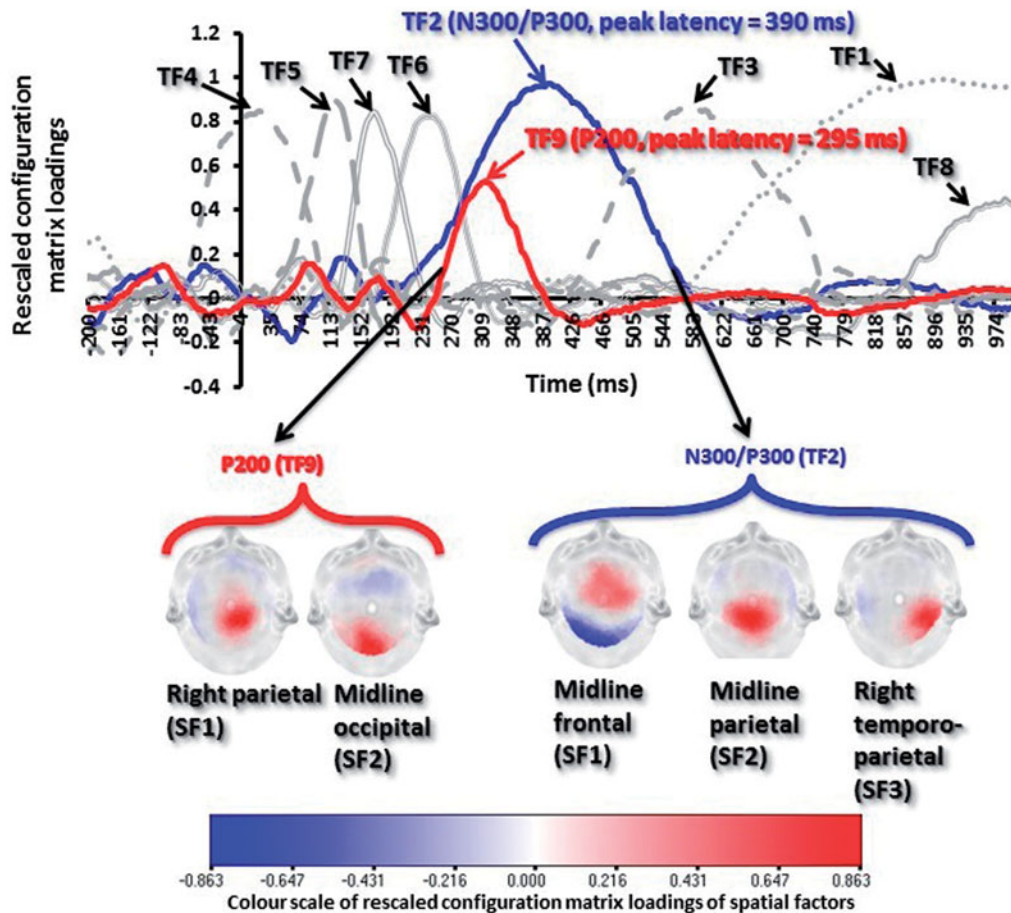 TF2 (N300/P300, peak latency = 390 ms)
TF4
TF5
TF7
TF6
TF3
TF1
TF9 (P200, peak latency = 295 ms)
TF8
Rescaled configuration
matrix loadings
1.2
1
0.8
0.6
0.4
0.2
0
-0.2
-0.4
-200
-161
-122
-83
-44
-4
35
74
113
152
191
231
270
309
348
387
426
466
505
544
583
622
661
700
740
779
818
857
896
935
974
Time (ms)
P200 (TF9)
N300/P300 (TF2)
Right parietal
(SF1)
Midline
occipital
(SF2)
Midline
frontal
(SF1)
Midline
parietal
(SF2)
Right
temporo-
parietal
(SF3)
-0.863 -0.647 -0.431 -0.216 0.000 0.216 0.431 0.647 0.863
Colour scale of rescaled configuration matrix loadings of spatial factors